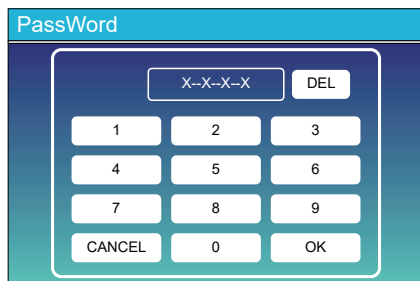 PassWord
X--X--X--X DEL
1 2 3
4 5 6
7 8 9
CANCEL 0 OK